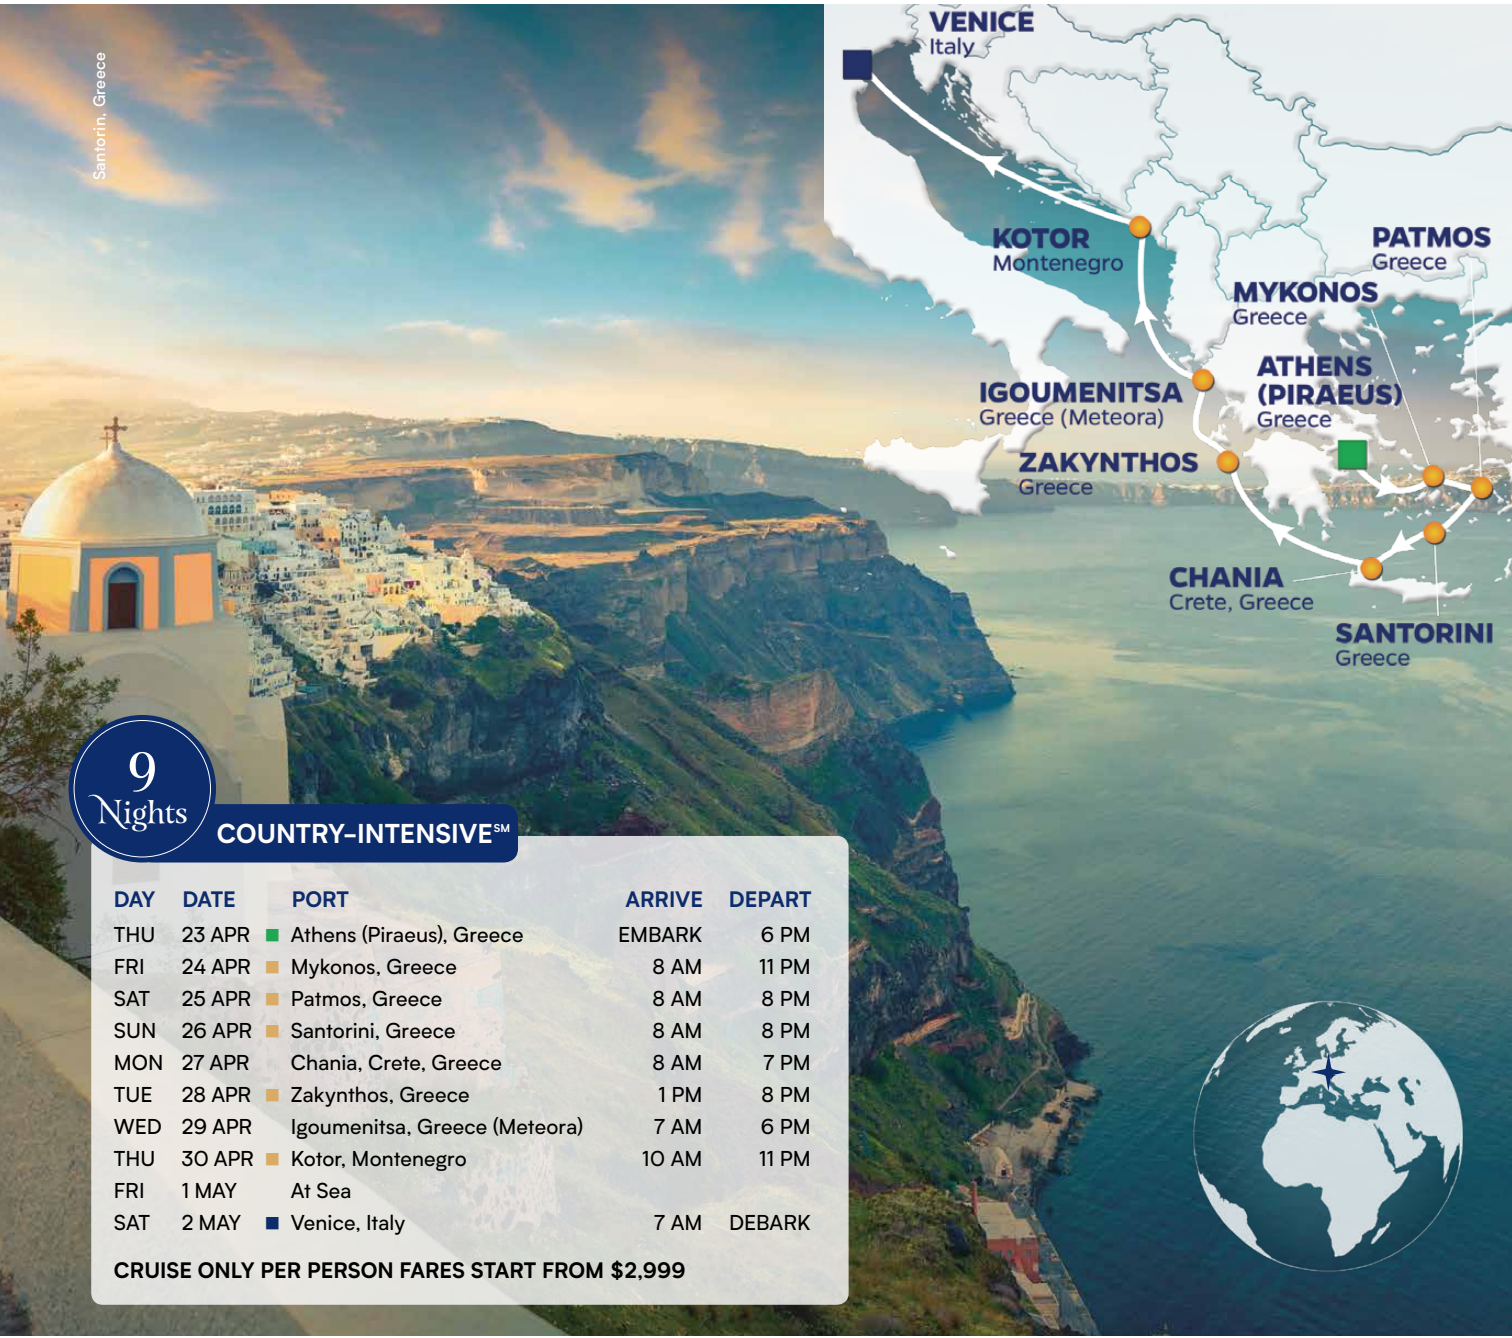 Santorin, Greece
VENICE
Italy
KOTOR
Montenegro
PATMOS
Greece
MYKONOS
Greece
ATHENS
(PIRAEUS)
Greece
IGOUMENITSA
Greece (Meteora)
ZAKYNTHOS
Greece
CHANIA
Crete, Greece
SANTORINI
Greece
9
Nights
COUNTRY-INTENSIVE℠
DAY DATE PORT ARRIVE DEPART
THU 23 APR Athens (Piraeus), Greece EMBARK 6 PM
FRI 24 APR Mykonos, Greece 8 AM 11 PM
SAT 25 APR Patmos, Greece 8 AM 8 PM
SUN 26 APR Santorini, Greece 8 AM 8 PM
MON 27 APR Chania, Crete, Greece 8 AM 7 PM
TUE 28 APR Zakynthos, Greece 1 PM 8 PM
WED 29 APR Igoumenitsa, Greece (Meteora) 7 AM 6 PM
THU 30 APR Kotor, Montenegro 10 AM 11 PM
FRI 1 MAY At Sea
SAT 2 MAY Venice, Italy 7 AM DEBARK
CRUISE ONLY PER PERSON FARES START FROM $2,999